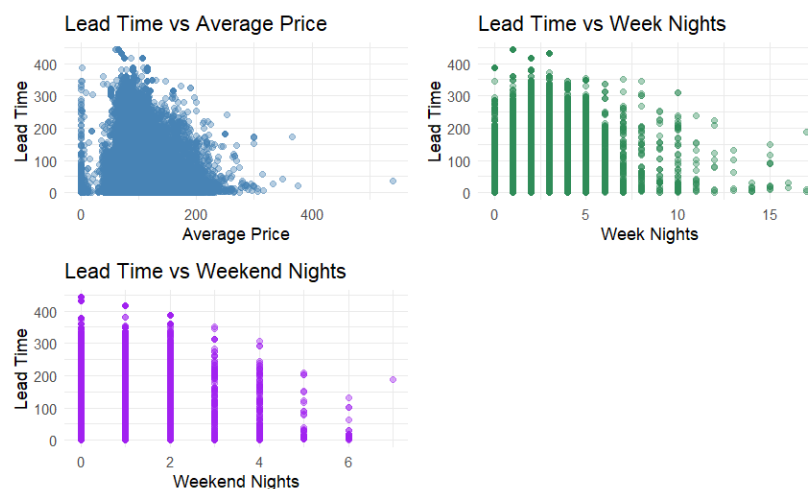 Lead Time vs Average Price
Lead Time
400
300
200
100
0
0 200 400
Average Price
Lead Time vs Week Nights
Lead Time
400
300
200
100
0
0 5 10 15
Week Nights
Lead Time vs Weekend Nights
Lead Time
400
300
200
100
0
0 2 4 6
Weekend Nights